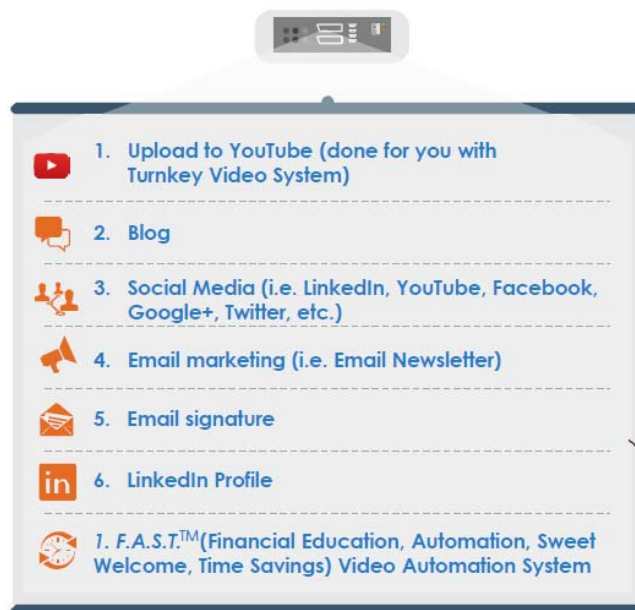 1. Upload to YouTube (done for you with
Turnkey Video System)
2. Blog
3. Social Media (i.e. LinkedIn, YouTube, Facebook,
Google+, Twitter, etc.)
4. Email marketing (i.e. Email Newsletter)
5. Email signature
in
6. LinkedIn Profile
1. F.A.S.T.™(Financial Education, Automation, Sweet
Welcome, Time Savings) Video Automation System